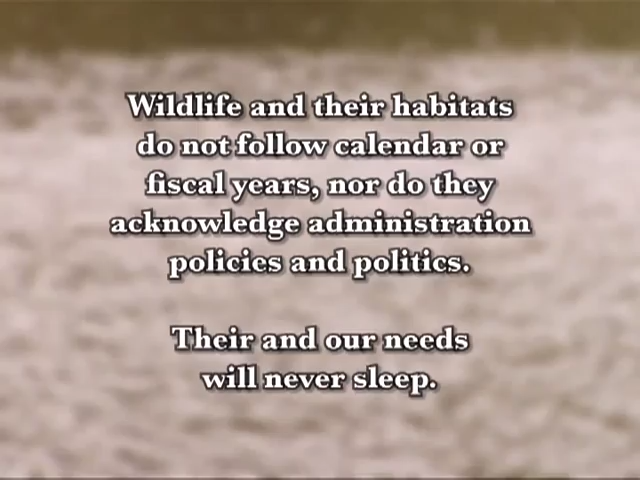 Wildlife and their habitats
do not follow calendar or
fiscal years, nor do they
acknowledge administration
policies and politics.
Their and our needs
will never sleep.